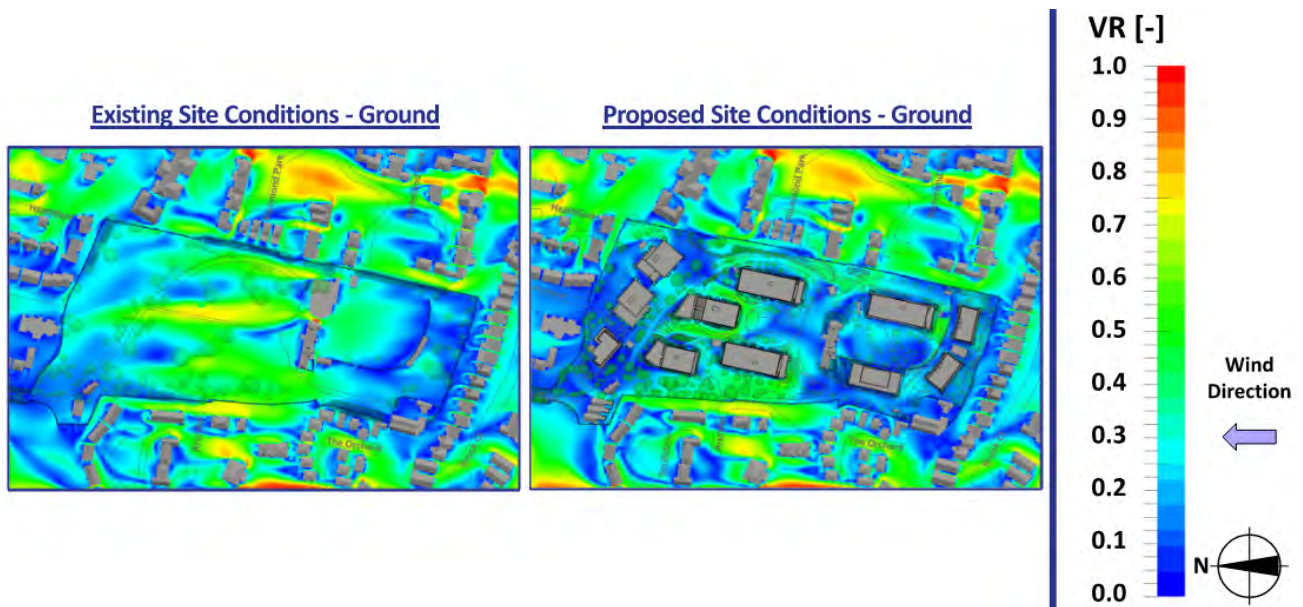 VR [-]
Existing Site Conditions - Ground
Proposed Site Conditions - Ground
1.0
0.9
0.8
0.7
0.6
0.5
0.4
0.3
0.2
0.1
0.0
The Orchard
The Orchard
Wind
Direction
N